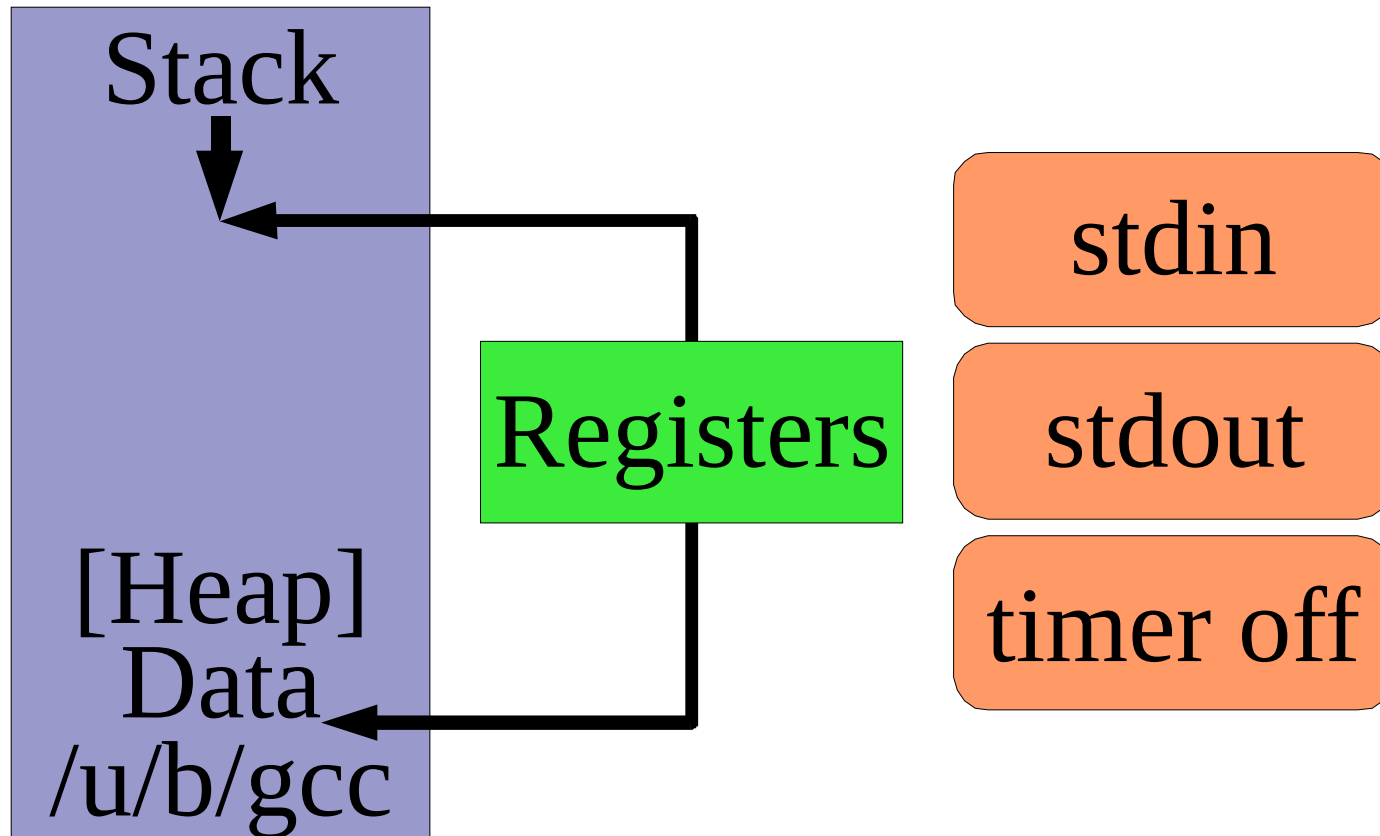 Stack
[Heap]
Data
/u/b/gcc
Registers
stdin
stdout
timer off